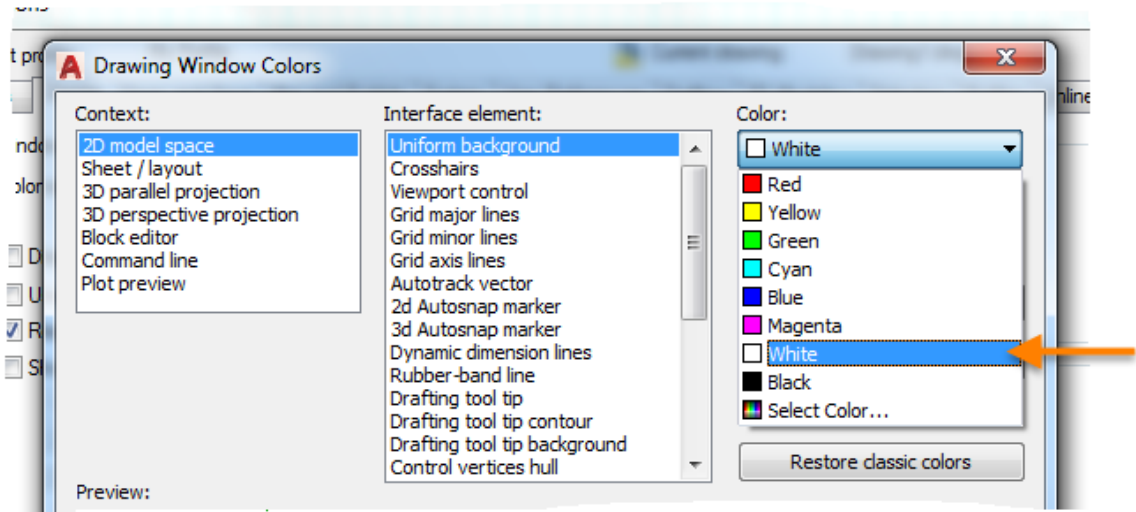 t pro
Drawing Window Colors
Context:
2D model space
Sheet / layout
3D parallel projection
3D perspective projection
Block editor
Command line
Plot preview
Interface element:
Uniform background
Crosshairs
Viewport control
Grid major lines
Grid minor lines
Grid axis lines
Autotrack vector
2d Autosnap marker
3d Autosnap marker
Dynamic dimension lines
Rubber-band line
Drafting tool tip
Drafting tool tip contour
Drafting tool tip background
Control vertices hull
Color:
White
Red
Yellow
Green
Cyan
Blue
Magenta
White
Black
Select Color...
Restore classic colors
Preview: